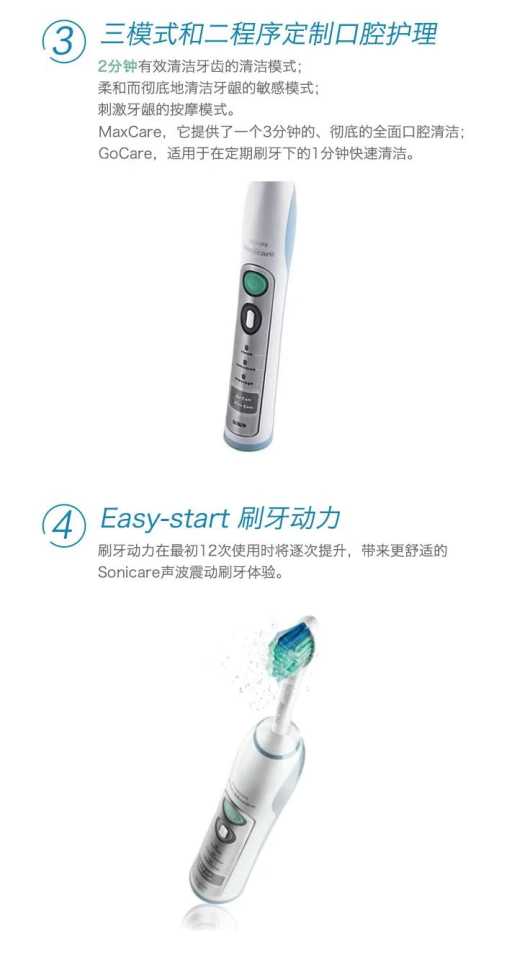 3 三模式和二程序定制口腔护理
2分钟有效清洁牙齿的清洁模式；
柔和而彻底地清洁牙龈的敏感模式；
刺激牙龈的按摩模式。
MaxCare，它提供了一个3分钟的、彻底的全面口腔清洁；
GoCare，适用于在定期刷牙下的1分钟快速清洁。
4 Easy-start 刷牙动力
刷牙动力在最初12次使用时将逐次提升，带来更舒适的
Sonicare声波震动刷牙体验。